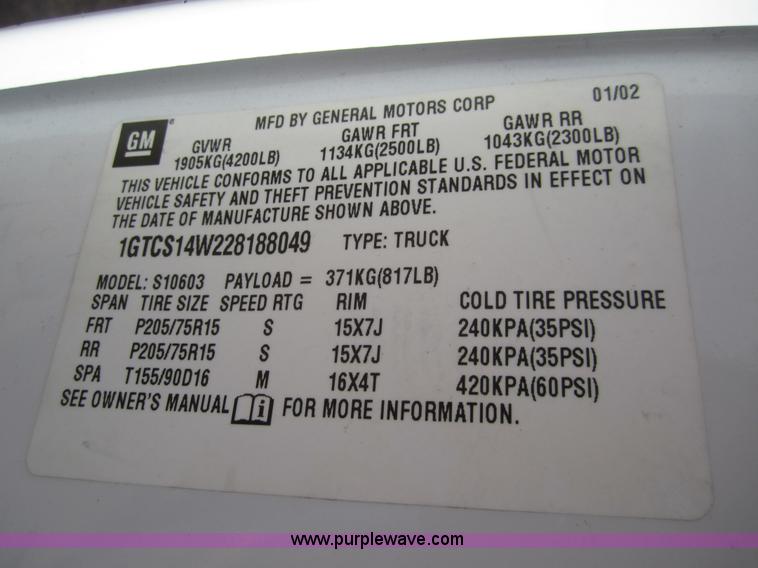 MFD BY GENERAL MOTORS CORP 01/02
GM
GVWR GAWR FRT GAWR RR
1905KG(4200LB) 1134KG(2500LB) 1043KG(2300LB)
THIS VEHICLE CONFORMS TO ALL APPLICABLE U.S. FEDERAL MOTOR
VEHICLE SAFETY AND THEFT PREVENTION STANDARDS IN EFFECT ON
THE DATE OF MANUFACTURE SHOWN ABOVE.
1GTCS14W228188049 TYPE: TRUCK
MODEL: S10603 PAYLOAD = 371KG(817LB)
SPAN TIRE SIZE SPEED RTG RIM COLD TIRE PRESSURE
FRT P205/75R15 S 15X7J 240KPA(35PSI)
RR P205/75R15 S 15X7J 240KPA(35PSI)
SPA T155/90D16 M 16X4T 420KPA(60PSI)
SEE OWNER'S MANUAL i FOR MORE INFORMATION.
www.purplewave.com